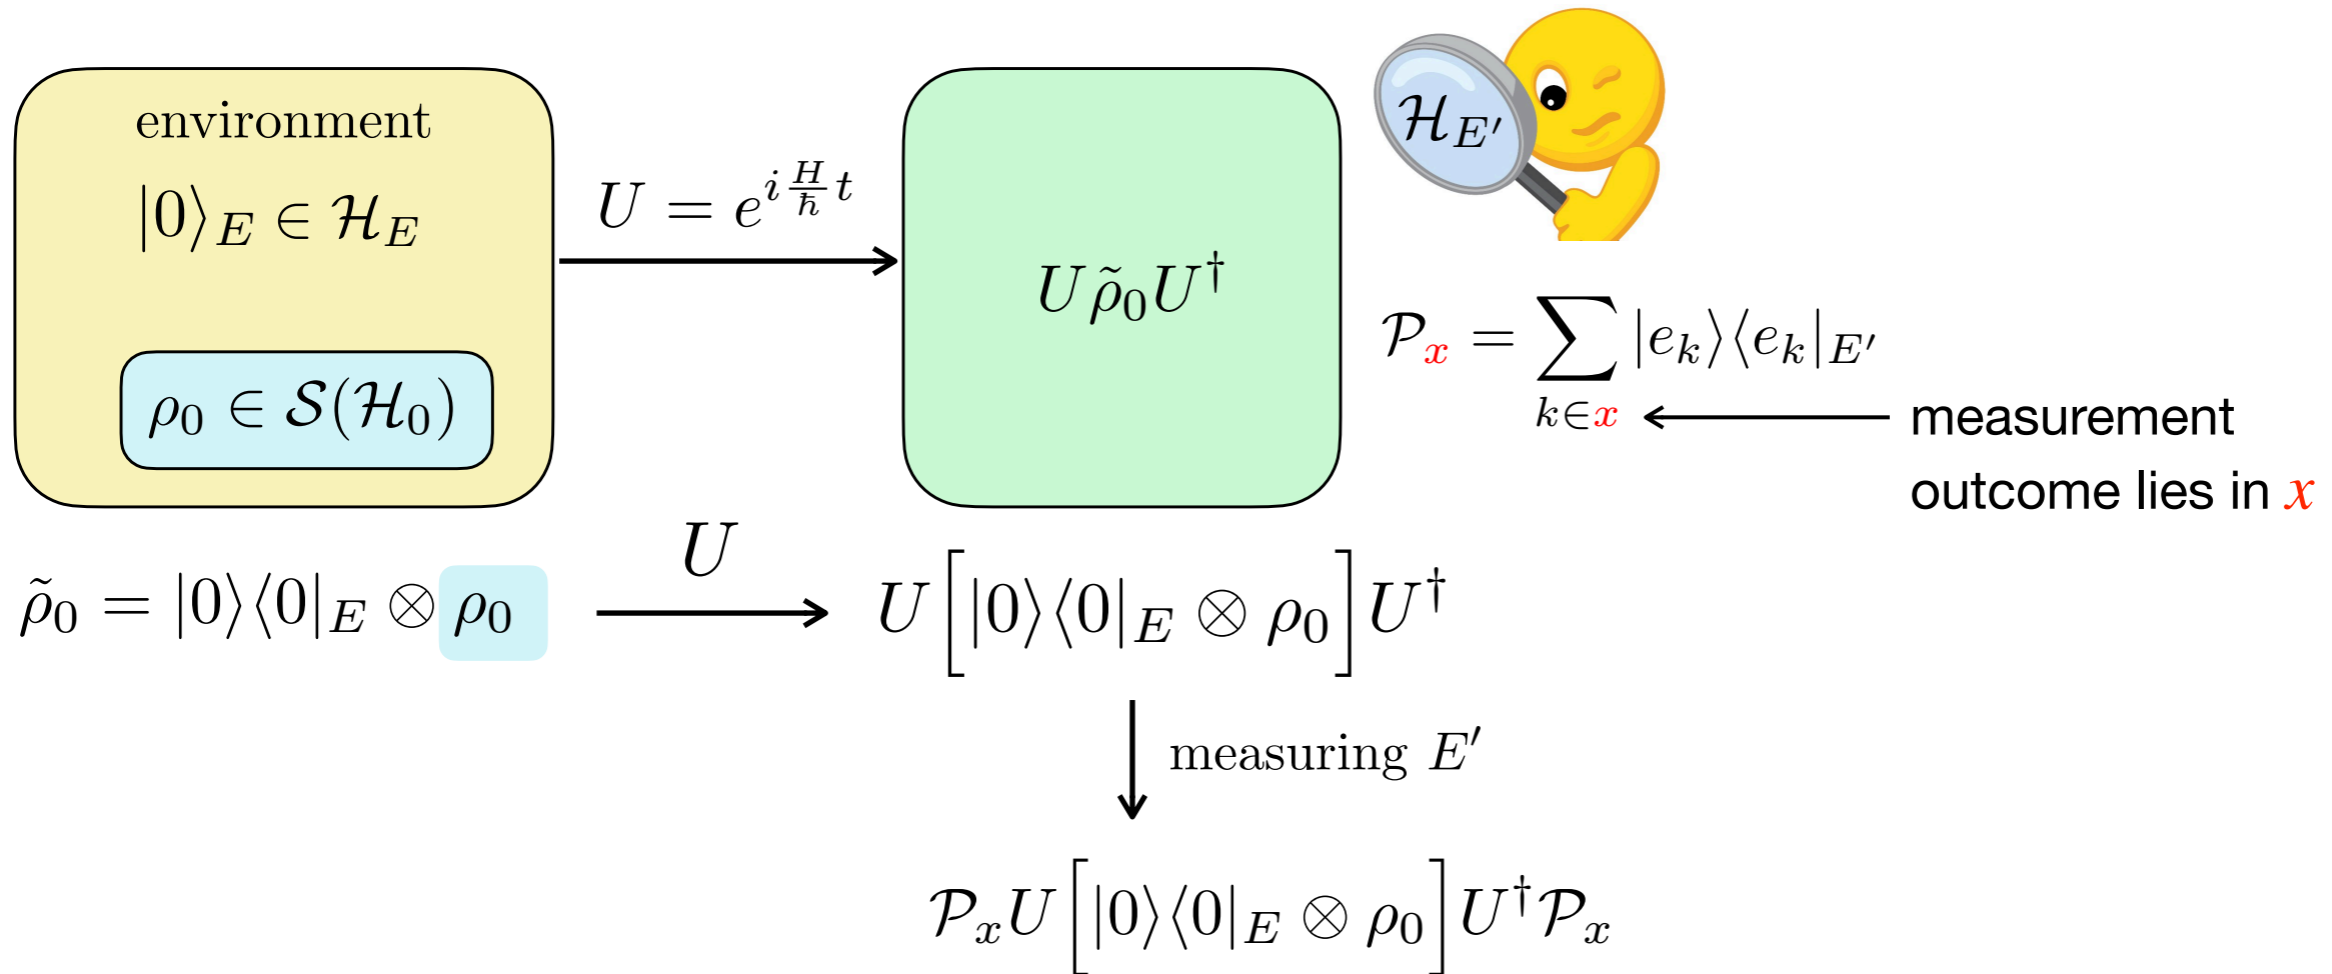 environment
|0⟩_E ∈ ℋ_E
ρ_0 ∈ 𝒮(ℋ_0)
U = e^{i \frac{H}{ħ} t}
U ρ̃_0 U^†
ℋ_{E′}
𝒫_x = ∑_{k∈x} |e_k⟩⟨e_k|_{E′}
measurement
outcome lies in x
ρ̃_0 = |0⟩⟨0|_E ⊗ ρ_0
U
U[|0⟩⟨0|_E ⊗ ρ_0]U^†
measuring E′
𝒫_x U[|0⟩⟨0|_E ⊗ ρ_0]U^† 𝒫_x